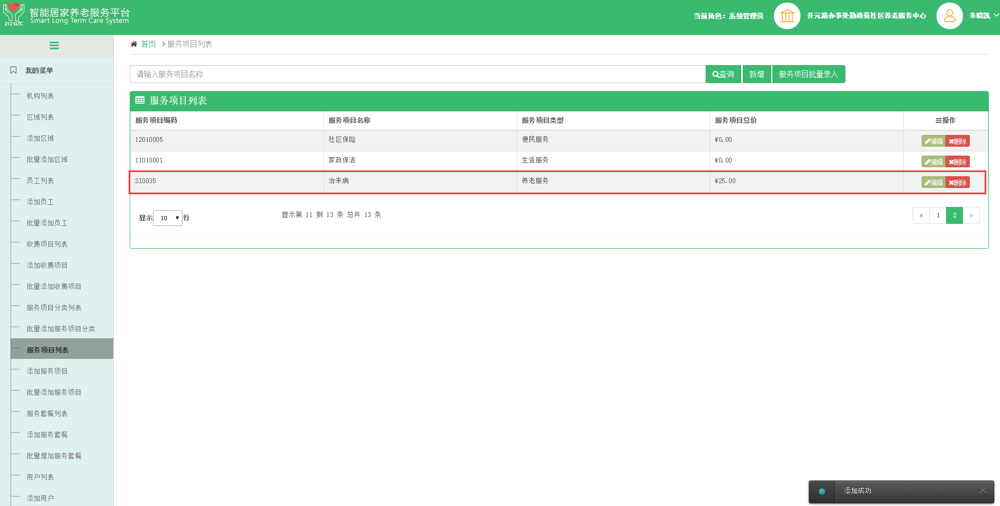 智能居家养老服务平台
Smart Long Term Care System
212 SLTC
当前角色：系统管理员
开元路办事处勤政苑社区养老服务中心
朱晓凯
首页 > 服务项目列表
我的菜单
机构列表
区域列表
添加区域
批量添加区域
员工列表
添加员工
批量添加员工
收费项目列表
添加收费项目
批量添加收费项目
服务项目分类列表
批量添加服务项目分类
服务项目列表
添加服务项目
批量添加服务项目
服务套餐列表
添加服务套餐
批量增加服务套餐
用户列表
添加用户
请输入服务项目名称
查询 新增 服务项目批量录入
服务项目列表
服务项目编码 服务项目名称 服务项目类型 服务项目总价 操作
12010005 社区保险 便民服务 ¥0.00 编辑 删除
11010001 家政保洁 生活服务 ¥0.00 编辑 删除
SI0035 治未病 养老服务 ¥25.00 编辑 删除
显示 10 行 显示第 11 到 13 条 总共 13 条 « 1 2 »
添加成功